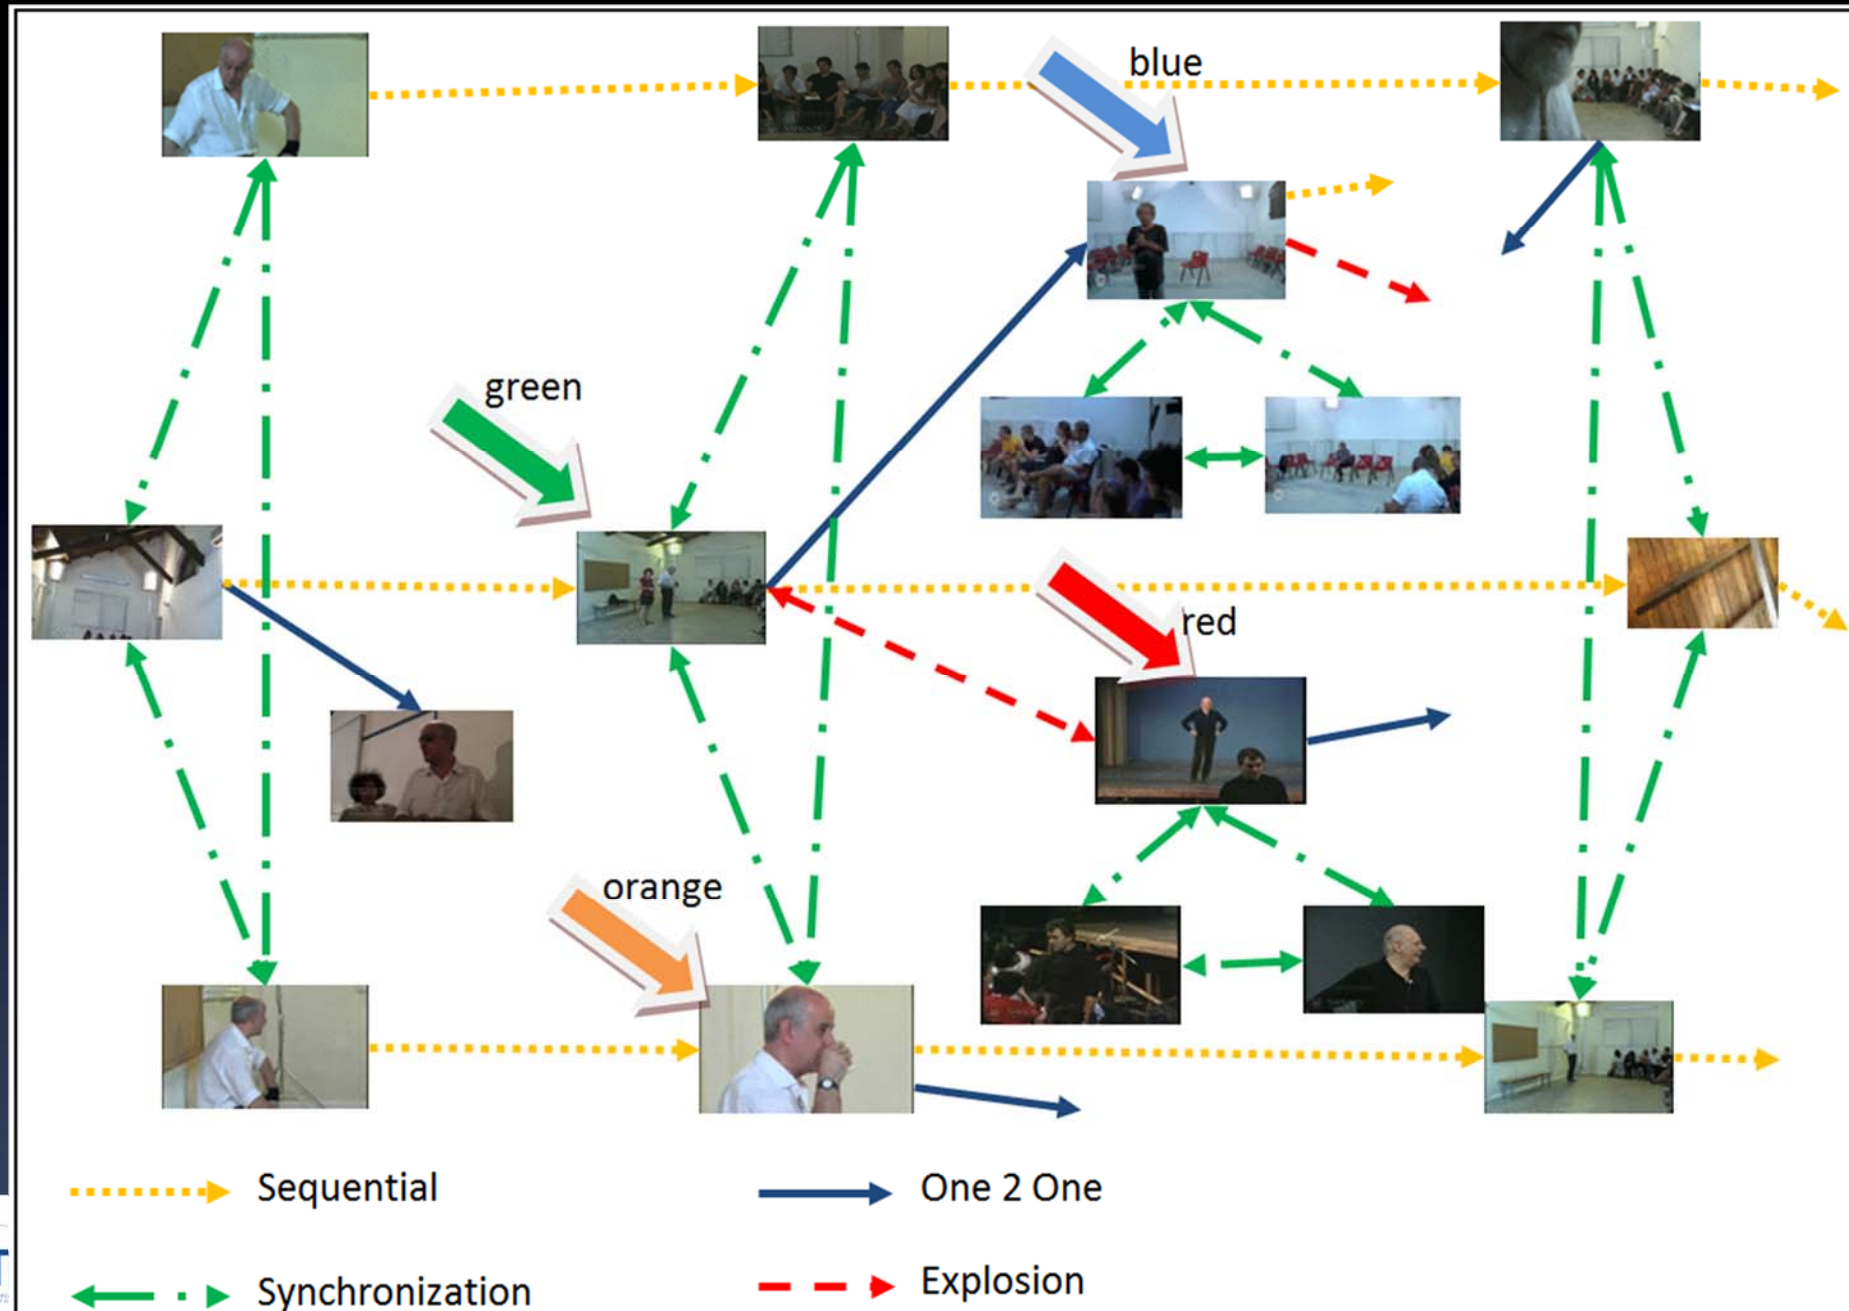 blue
green
red
orange
Sequential
One 2 One
Synchronization
Explosion